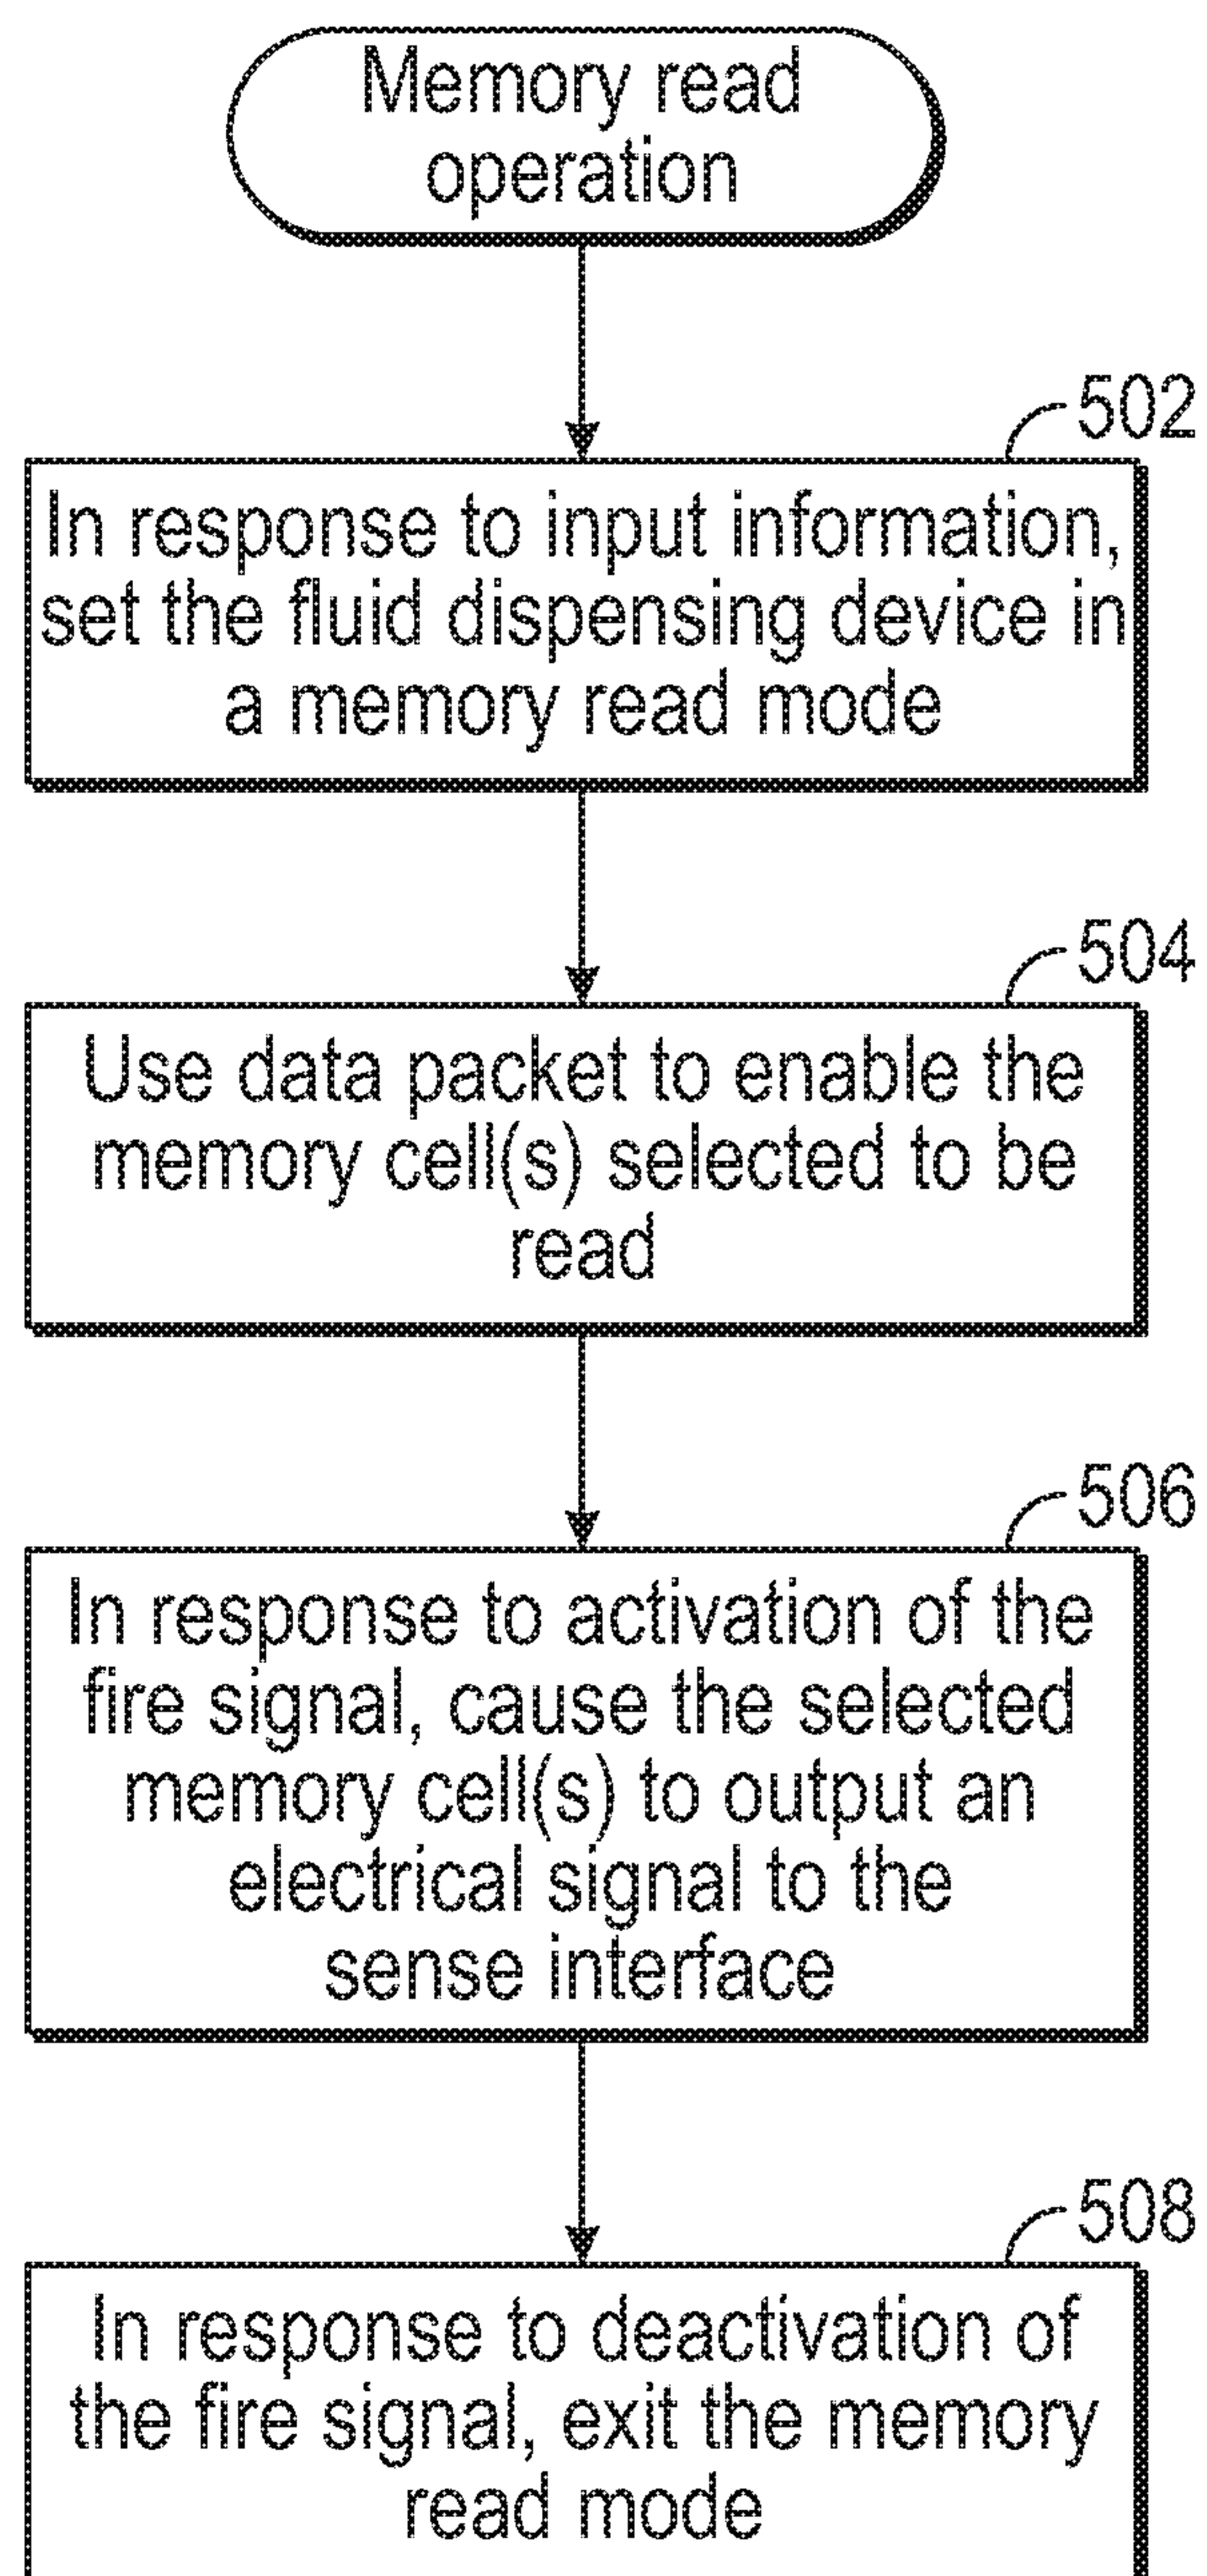 Memory read
operation
502
In response to input information,
set the fluid dispensing device in
a memory read mode
504
Use data packet to enable the
memory cell(s) selected to be
read
506
In response to activation of the
fire signal, cause the selected
memory cell(s) to output an
electrical signal to the
sense interface
508
In response to deactivation of
the fire signal, exit the memory
read mode